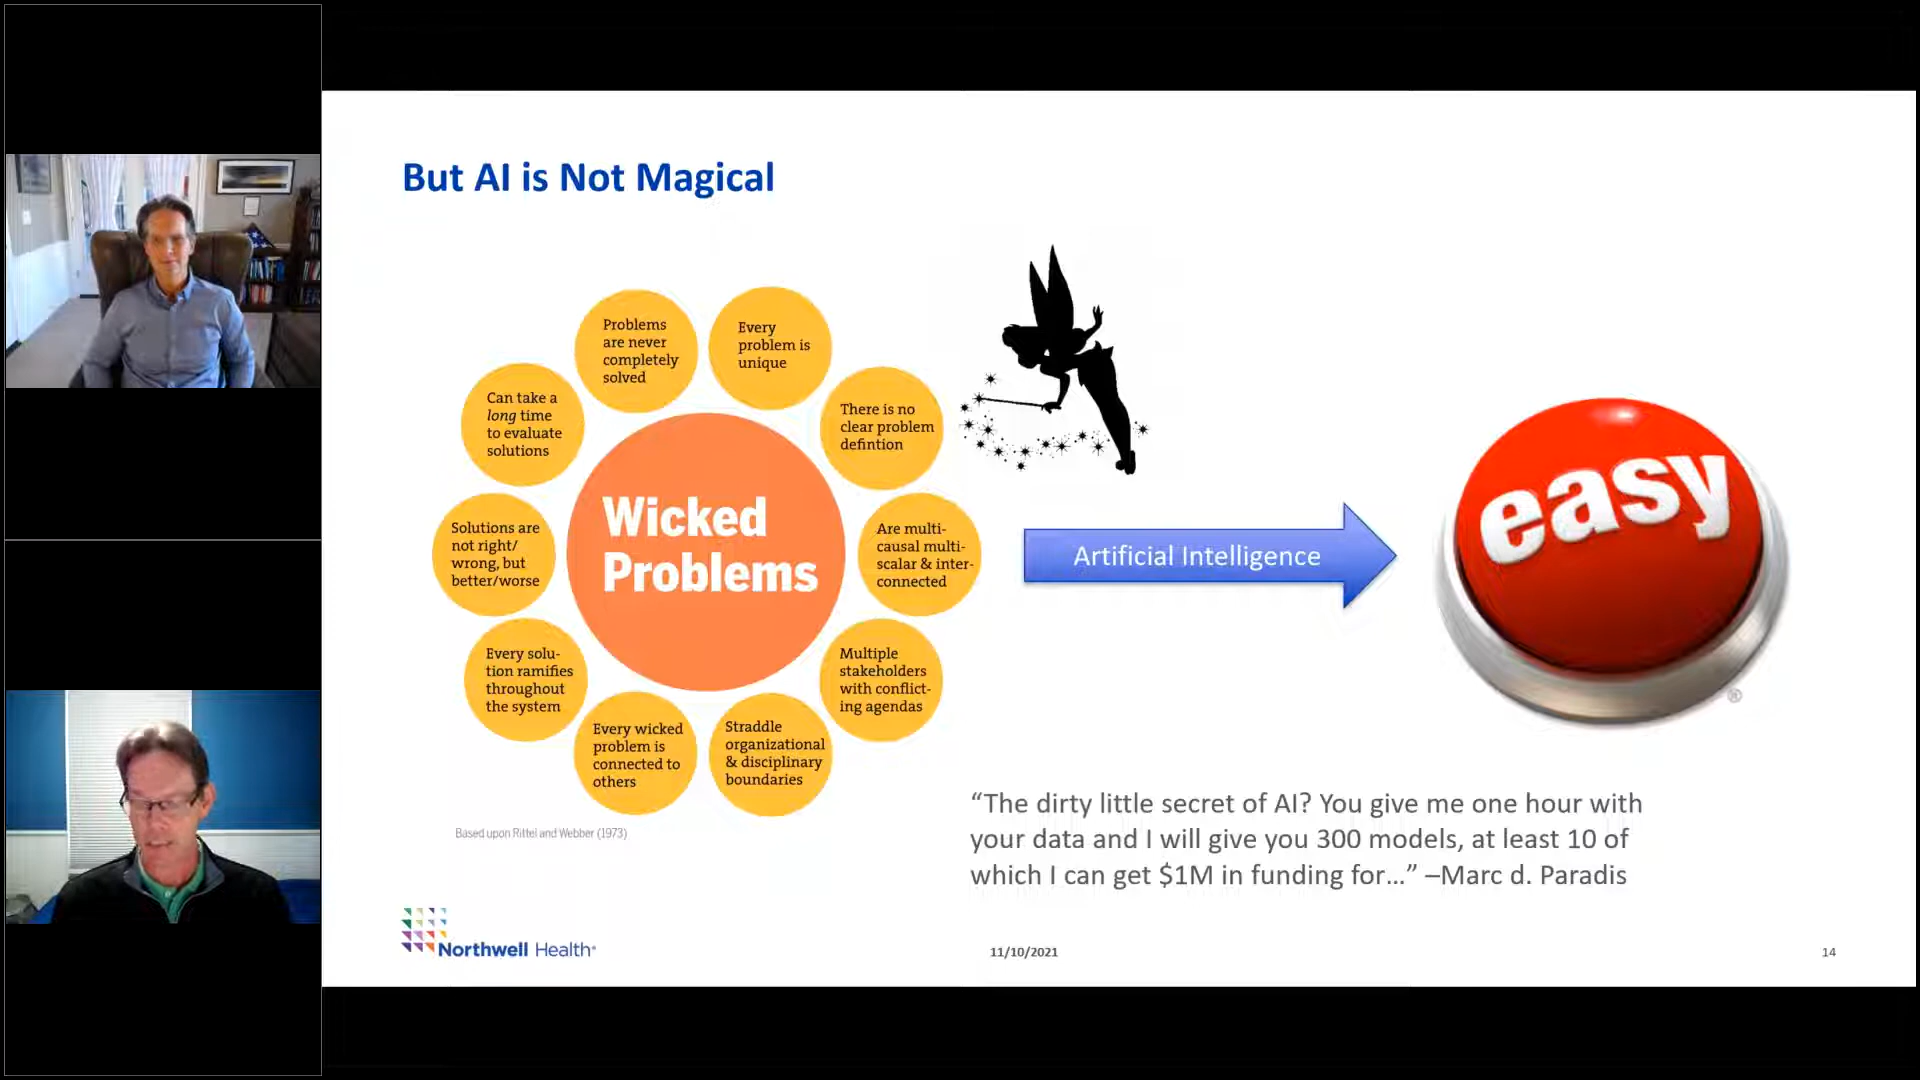 But AI is Not Magical
Problems
are never
completely
solved
Every
problem is
unique
There is no
clear problem
defintion
Are multi-
causal multi-
scalar & inter-
connected
Multiple
stakeholders
with conflict-
ing agendas
Straddle
organizational
& disciplinary
boundaries
Every wicked
problem is
connected to
others
Every solu-
tion ramifies
throughout
the system
Solutions are
not right/
wrong, but
better/worse
Can take a
long time
to evaluate
solutions
Wicked
Problems
Based upon Rittel and Webber (1973)
Artificial Intelligence
easy
®
“The dirty little secret of AI? You give me one hour with
your data and I will give you 300 models, at least 10 of
which I can get $1M in funding for…” –Marc d. Paradis
Northwell Health®
11/10/2021
14